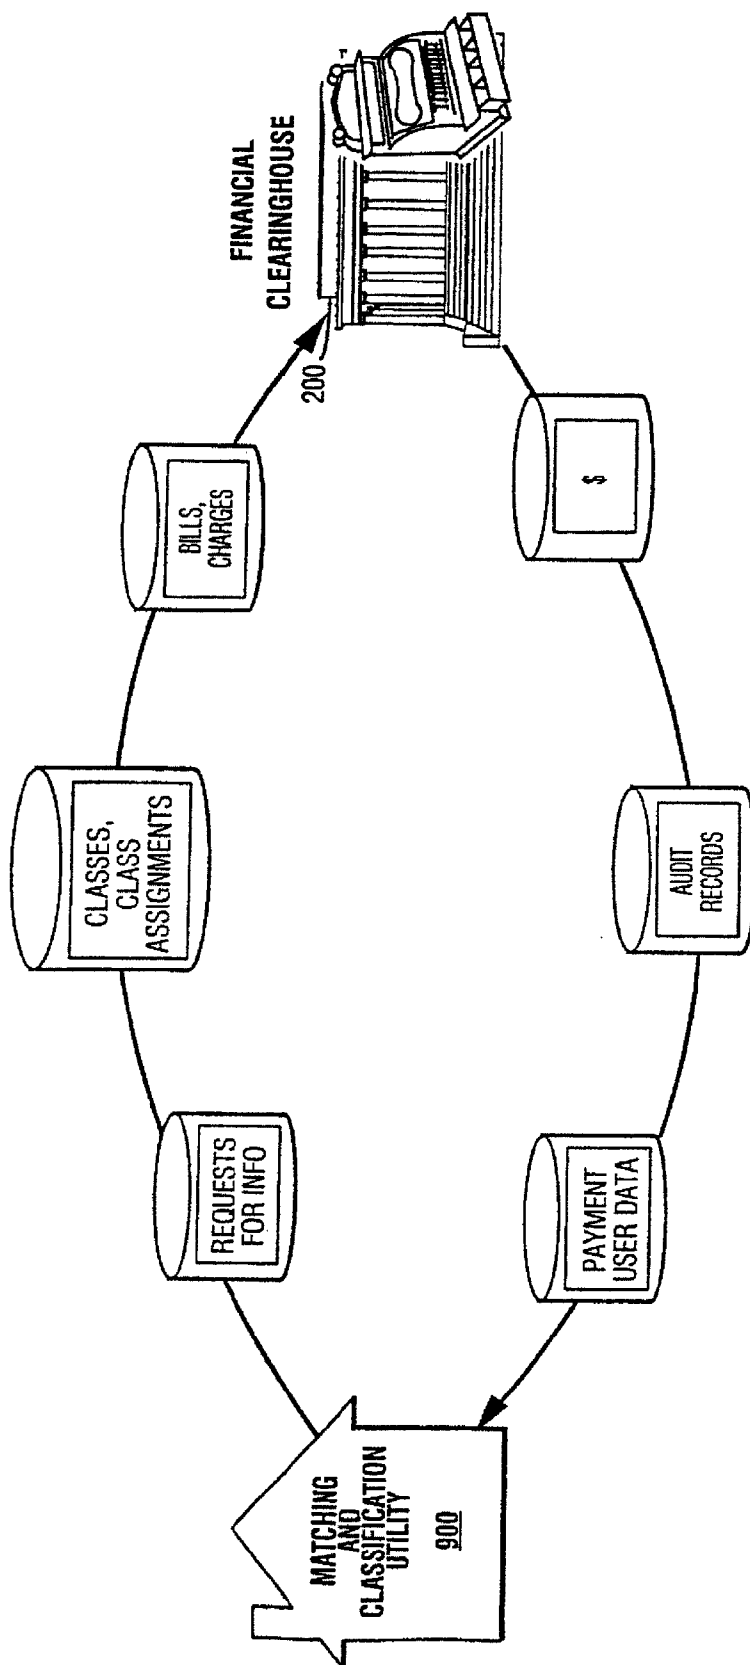 FINANCIAL
CLEARINGHOUSE
200
BILLS,
CHARGES
$
CLASSES,
CLASS
ASSIGNMENTS
AUDIT
RECORDS
REQUESTS
FOR INFO
PAYMENT
USER DATA
MATCHING
AND
CLASSIFICATION
UTILITY
900